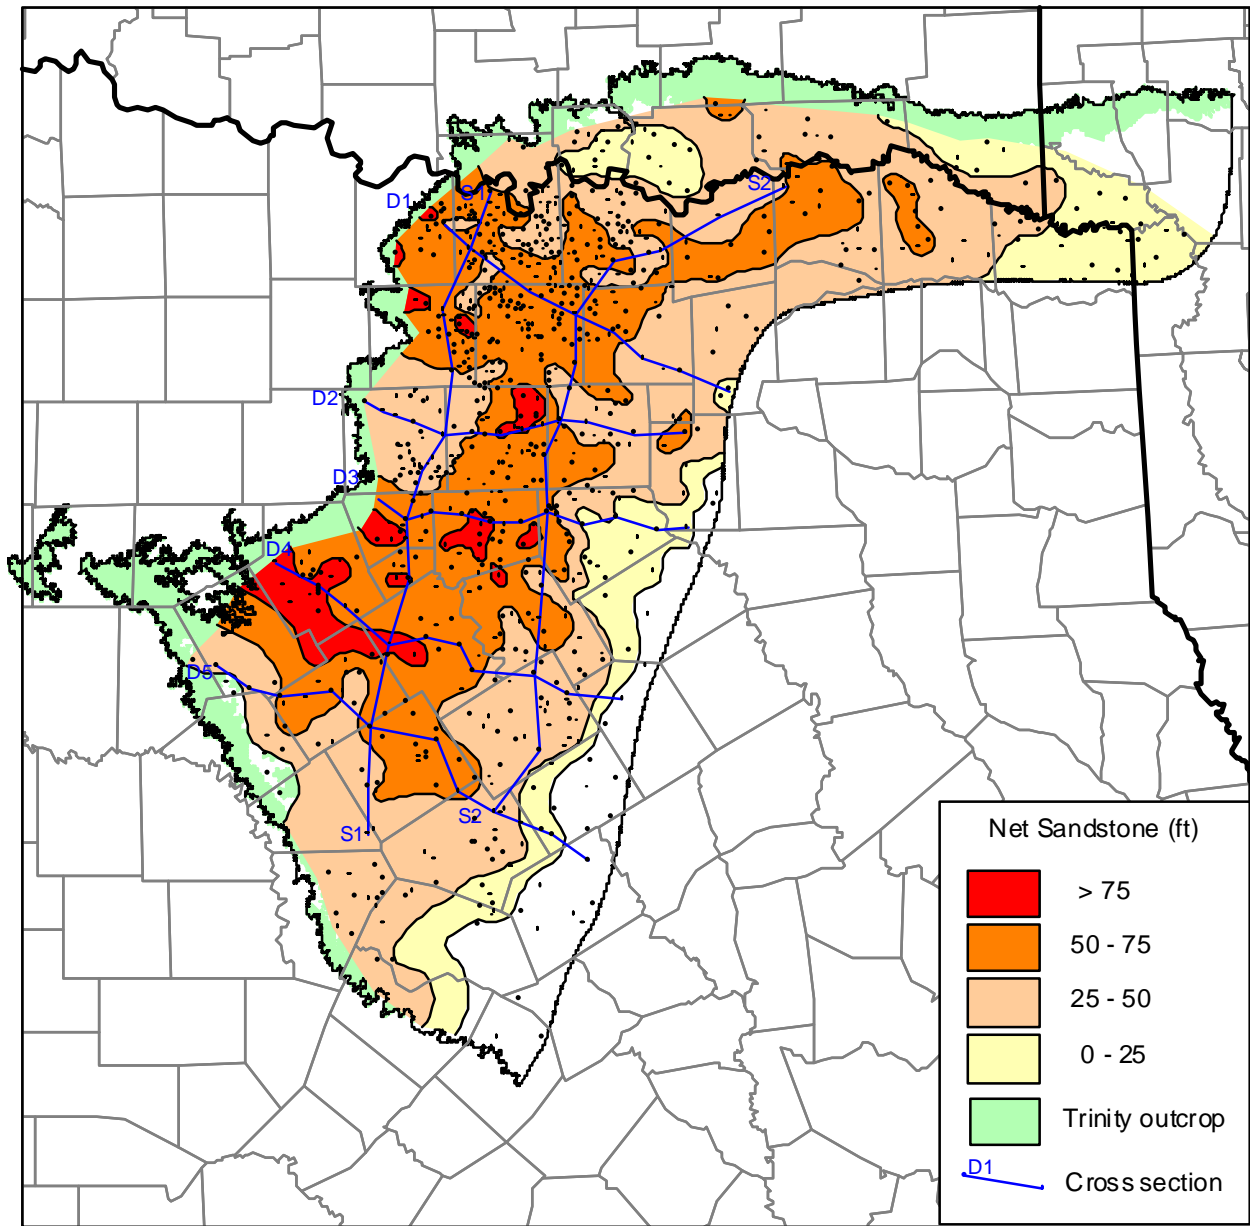 D1
S1
S2
D2
D3
D4
D5
S1
S2
Net Sandstone (ft)
> 75
50 - 75
25 - 50
0 - 25
Trinity outcrop
D1
Cross section